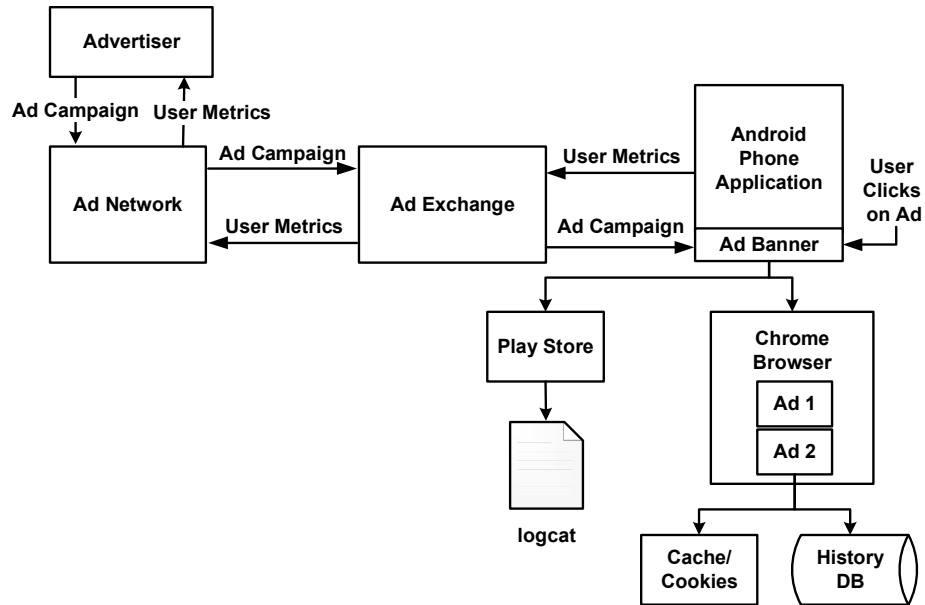 Advertiser
Ad Campaign
User Metrics
Ad Network
Ad Campaign
User Metrics
Ad Exchange
User Metrics
Ad Campaign
Android
Phone
Application
Ad Banner
User
Clicks
on Ad
Play Store
logcat
Chrome
Browser
Ad 1
Ad 2
Cache/
Cookies
History
DB